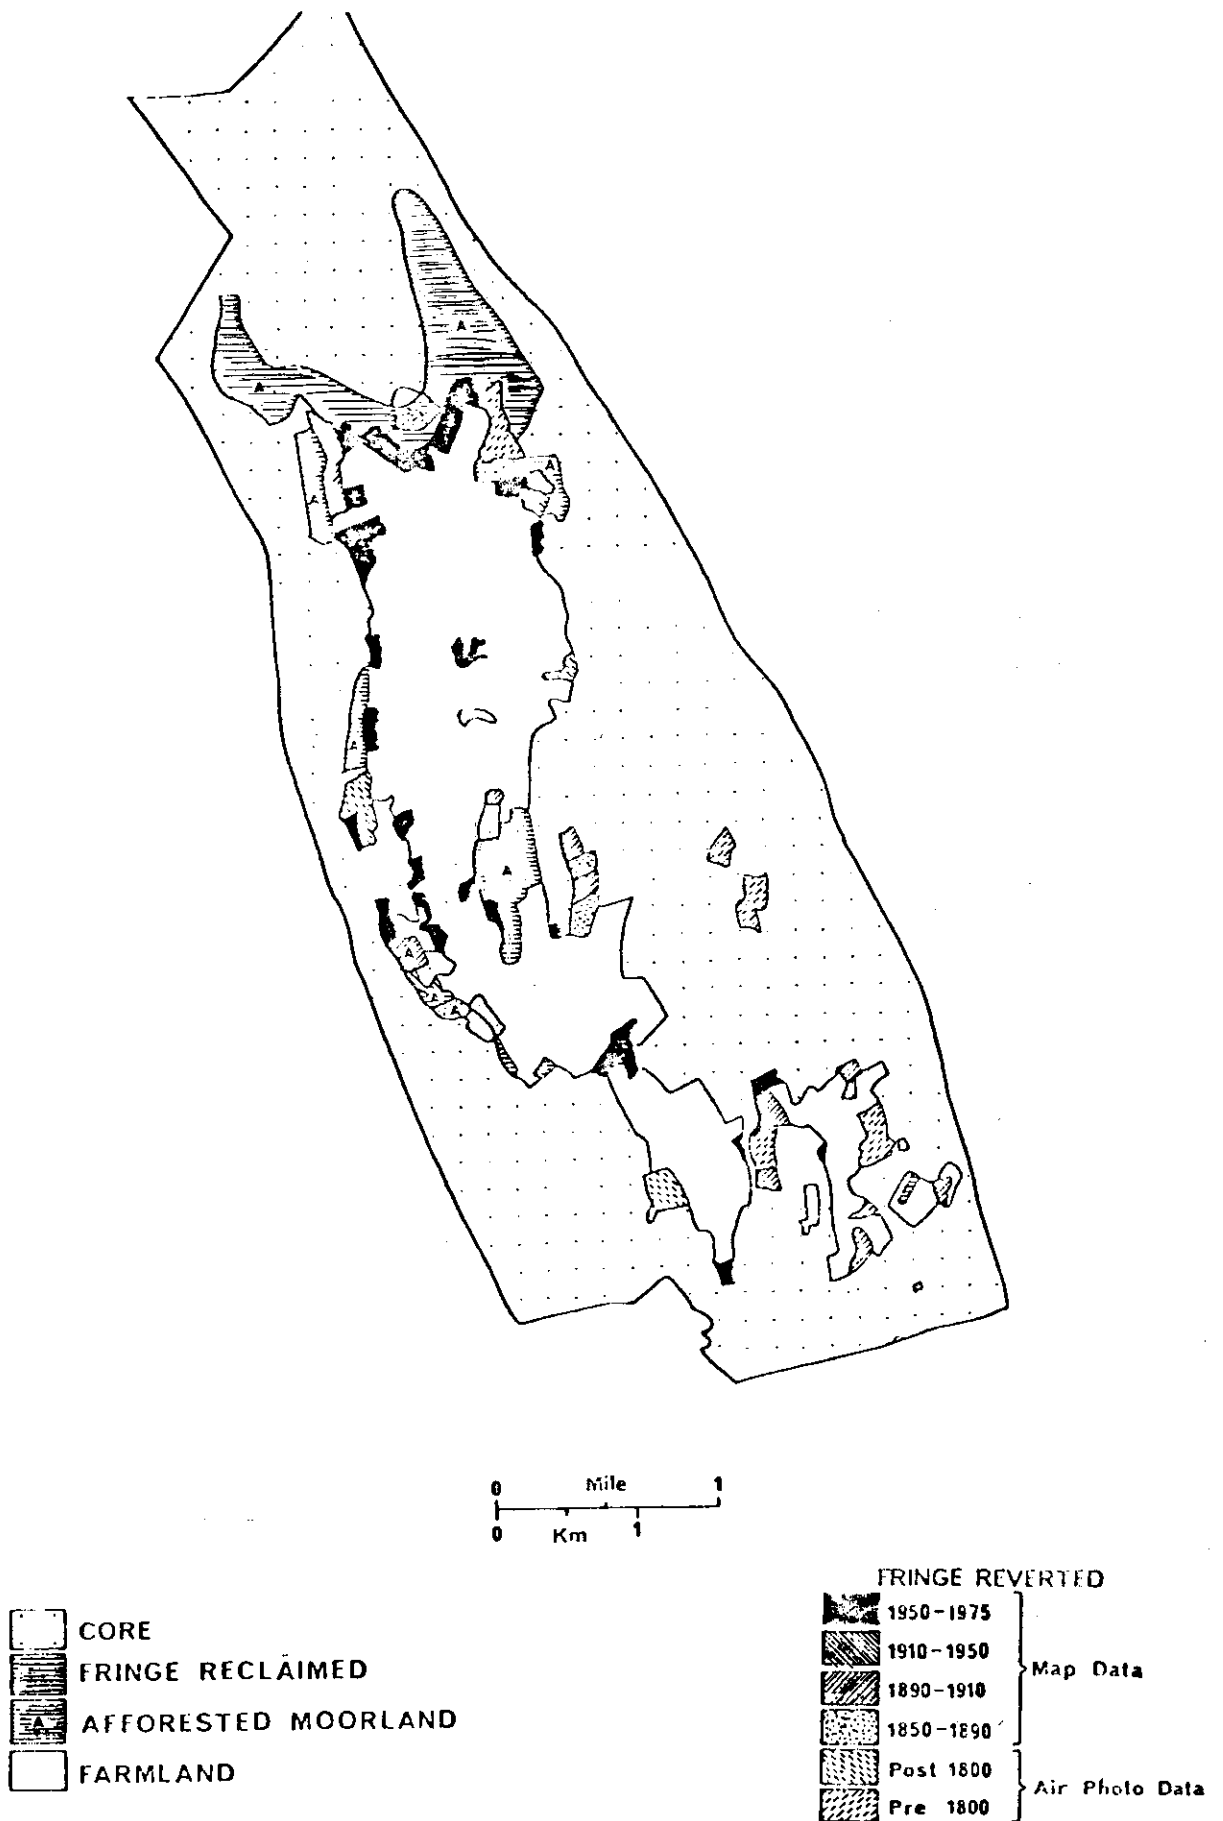 A
A
A
A
A
A
A
A
A
0 Mile 1
0 Km 1
CORE
FRINGE RECLAIMED
A AFFORESTED MOORLAND
FARMLAND
FRINGE REVERTED
1950-1975
1910-1950
1890-1910
1850-1890
Map Data
Post 1800
Pre 1800
Air Photo Data